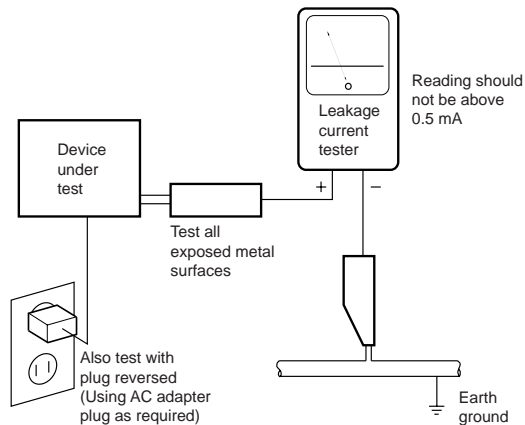 Leakage
current
tester
Reading should
not be above
0.5 mA
Device
under
test
+
−
Test all
exposed metal
surfaces
Also test with
plug reversed
(Using AC adapter
plug as required)
Earth
ground